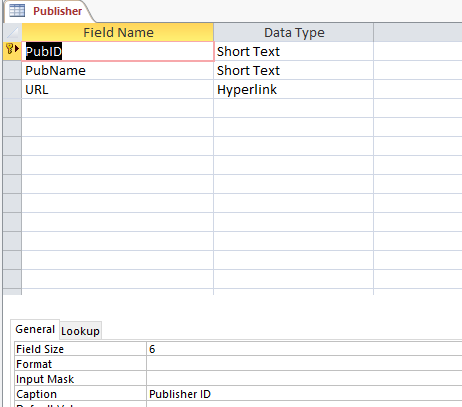 Publisher
Field Name Data Type
PubID Short Text
PubName Short Text
URL Hyperlink
General Lookup
Field Size 6
Format
Input Mask
Caption Publisher ID